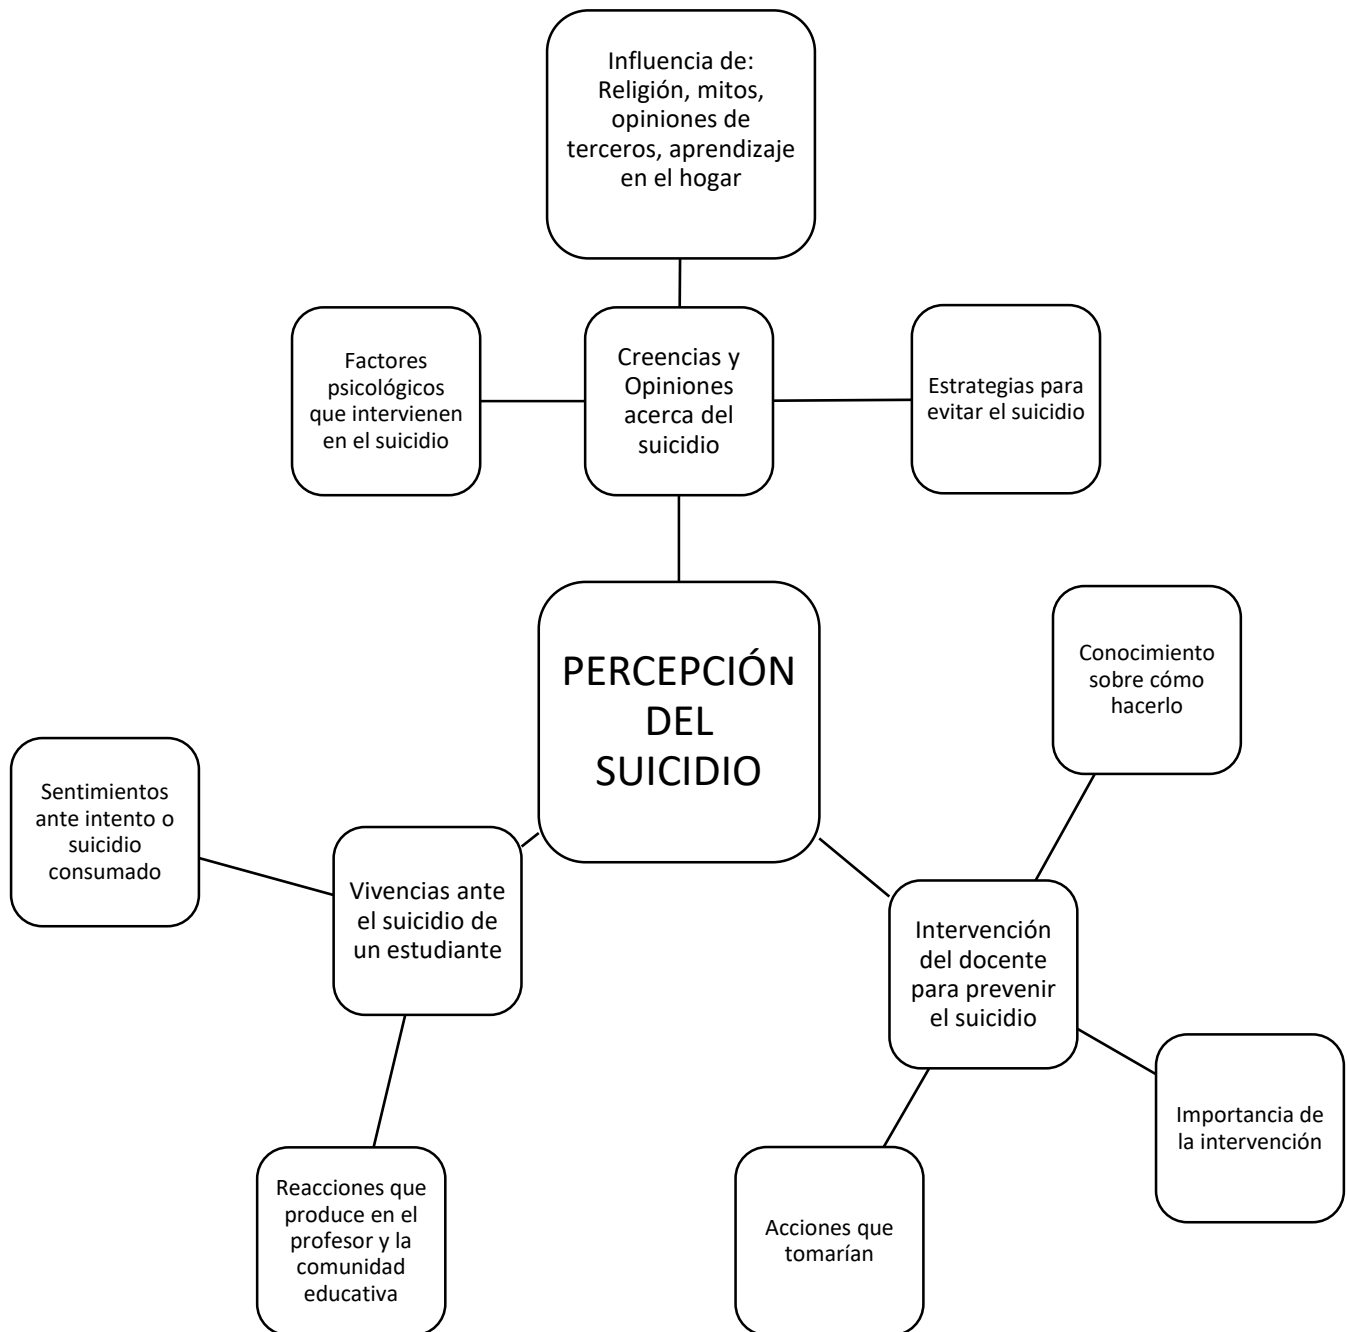 Influencia de:
Religión, mitos,
opiniones de
terceros, aprendizaje
en el hogar
Factores
psicológicos
que intervienen
en el suicidio
Creencias y
Opiniones
acerca del
suicidio
Estrategias para
evitar el suicidio
PERCEPCIÓN
DEL
SUICIDIO
Conocimiento
sobre cómo
hacerlo
Sentimientos
ante intento o
suicidio
consumado
Vivencias ante
el suicidio de
un estudiante
Intervención
del docente
para prevenir
el suicidio
Importancia de
la intervención
Reacciones que
produce en el
profesor y la
comunidad
educativa
Acciones que
tomarían